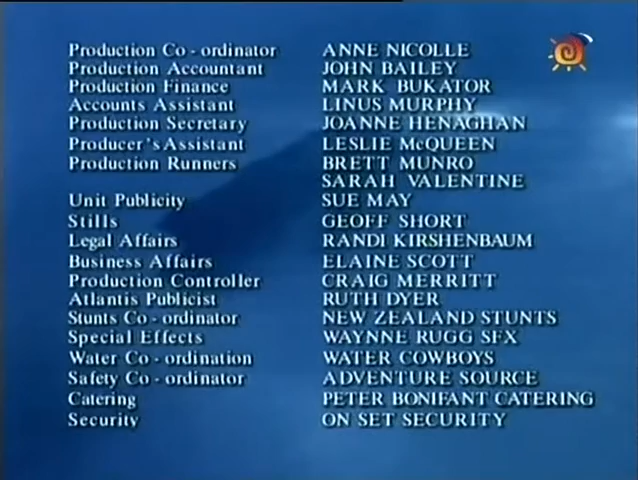 Production Co - ordinator ANNE NICOLLE
Production Accountant JOHN BAILEY
Production Finance MARK BUKATOR
Accounts Assistant LINUS MURPHY
Production Secretary JOANNE HENAGHAN
Producer's Assistant LESLIE McQUEEN
Production Runners BRETT MUNRO
SARAH VALENTINE
Unit Publicity SUE MAY
Stills GEOFF SHORT
Legal Affairs RANDI KIRSHENBAUM
Business Affairs ELAINE SCOTT
Production Controller CRAIG MERRITT
Atlantis Publicist RUTH DYER
Stunts Co - ordinator NEW ZEALAND STUNTS
Special Effects WAYNNE RUGG SFX
Water Co - ordination WATER COWBOYS
Safety Co - ordinator ADVENTURE SOURCE
Catering PETER BONIFANT CATERING
Security ON SET SECURITY